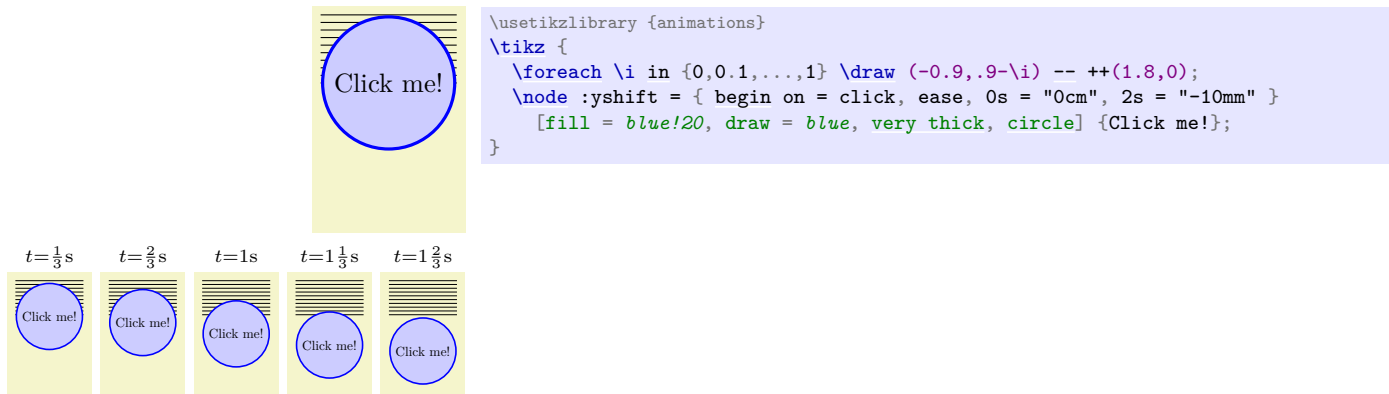 Click me!
\usetikzlibrary {animations}
\tikz {
  \foreach \i in {0,0.1,...,1} \draw (-0.9,.9-\i) -- ++(1.8,0);
  \node :yshift = { begin on = click, ease, 0s = "0cm", 2s = "-10mm" }
    [fill = blue!20, draw = blue, very thick, circle] {Click me!};
}
t=1/3s t=2/3s t=1s t=1 1/3s t=1 2/3s
Click me! Click me! Click me! Click me! Click me!